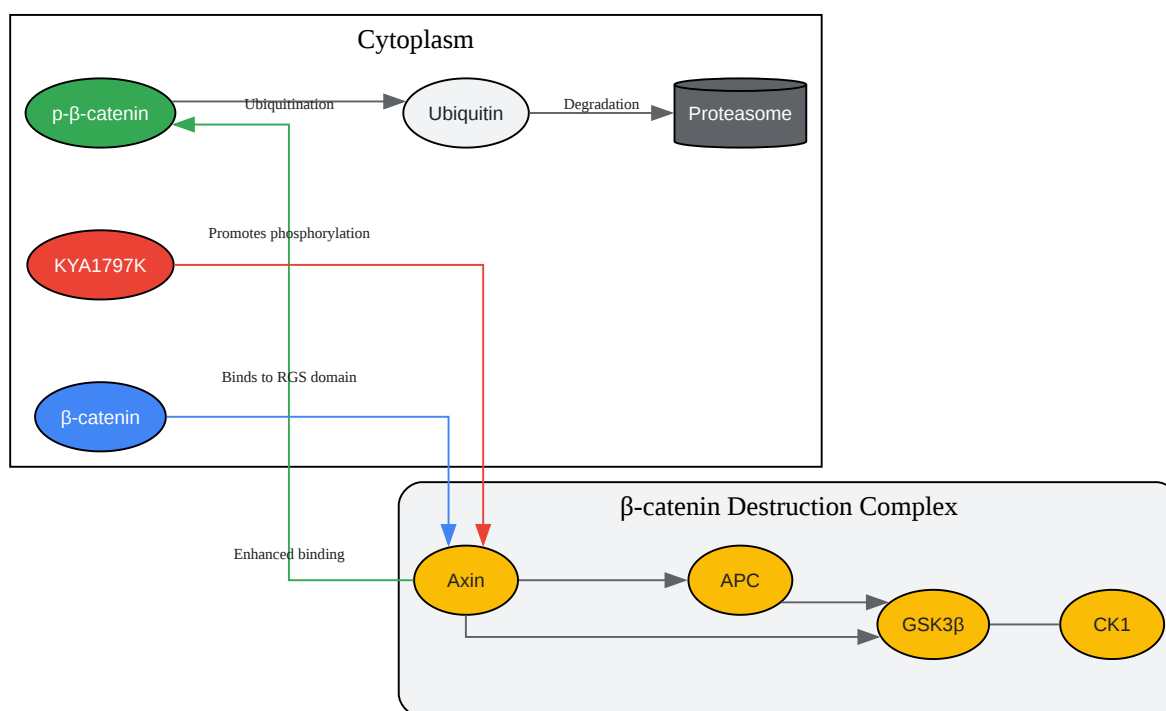 Cytoplasm
p-β-catenin
Ubiquitination
Ubiquitin
Degradation
Proteasome
Promotes phosphorylation
KYA1797K
Binds to RGS domain
β-catenin
β-catenin Destruction Complex
Enhanced binding
Axin
APC
GSK3β
CK1